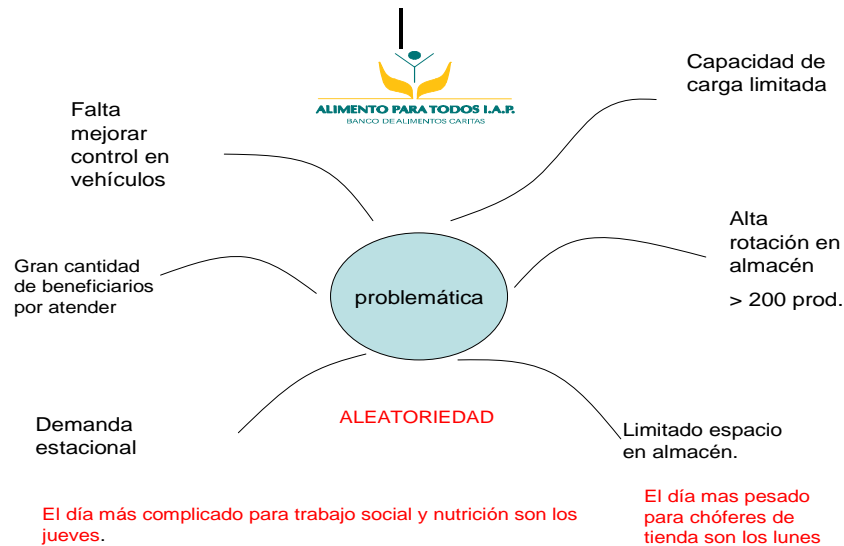 ALIMENTO PARA TODOS I.A.P.
BANCO DE ALIMENTOS CARITAS
Capacidad de
carga limitada
Falta
mejorar
control en
vehículos
Alta
rotación en
almacén
> 200 prod.
Gran cantidad
de beneficiarios
por atender
problemática
Demanda
estacional
ALEATORIEDAD
Limitado espacio
en almacén.
El día más complicado para trabajo social y nutrición son los
jueves.
El día mas pesado
para chóferes de
tienda son los lunes